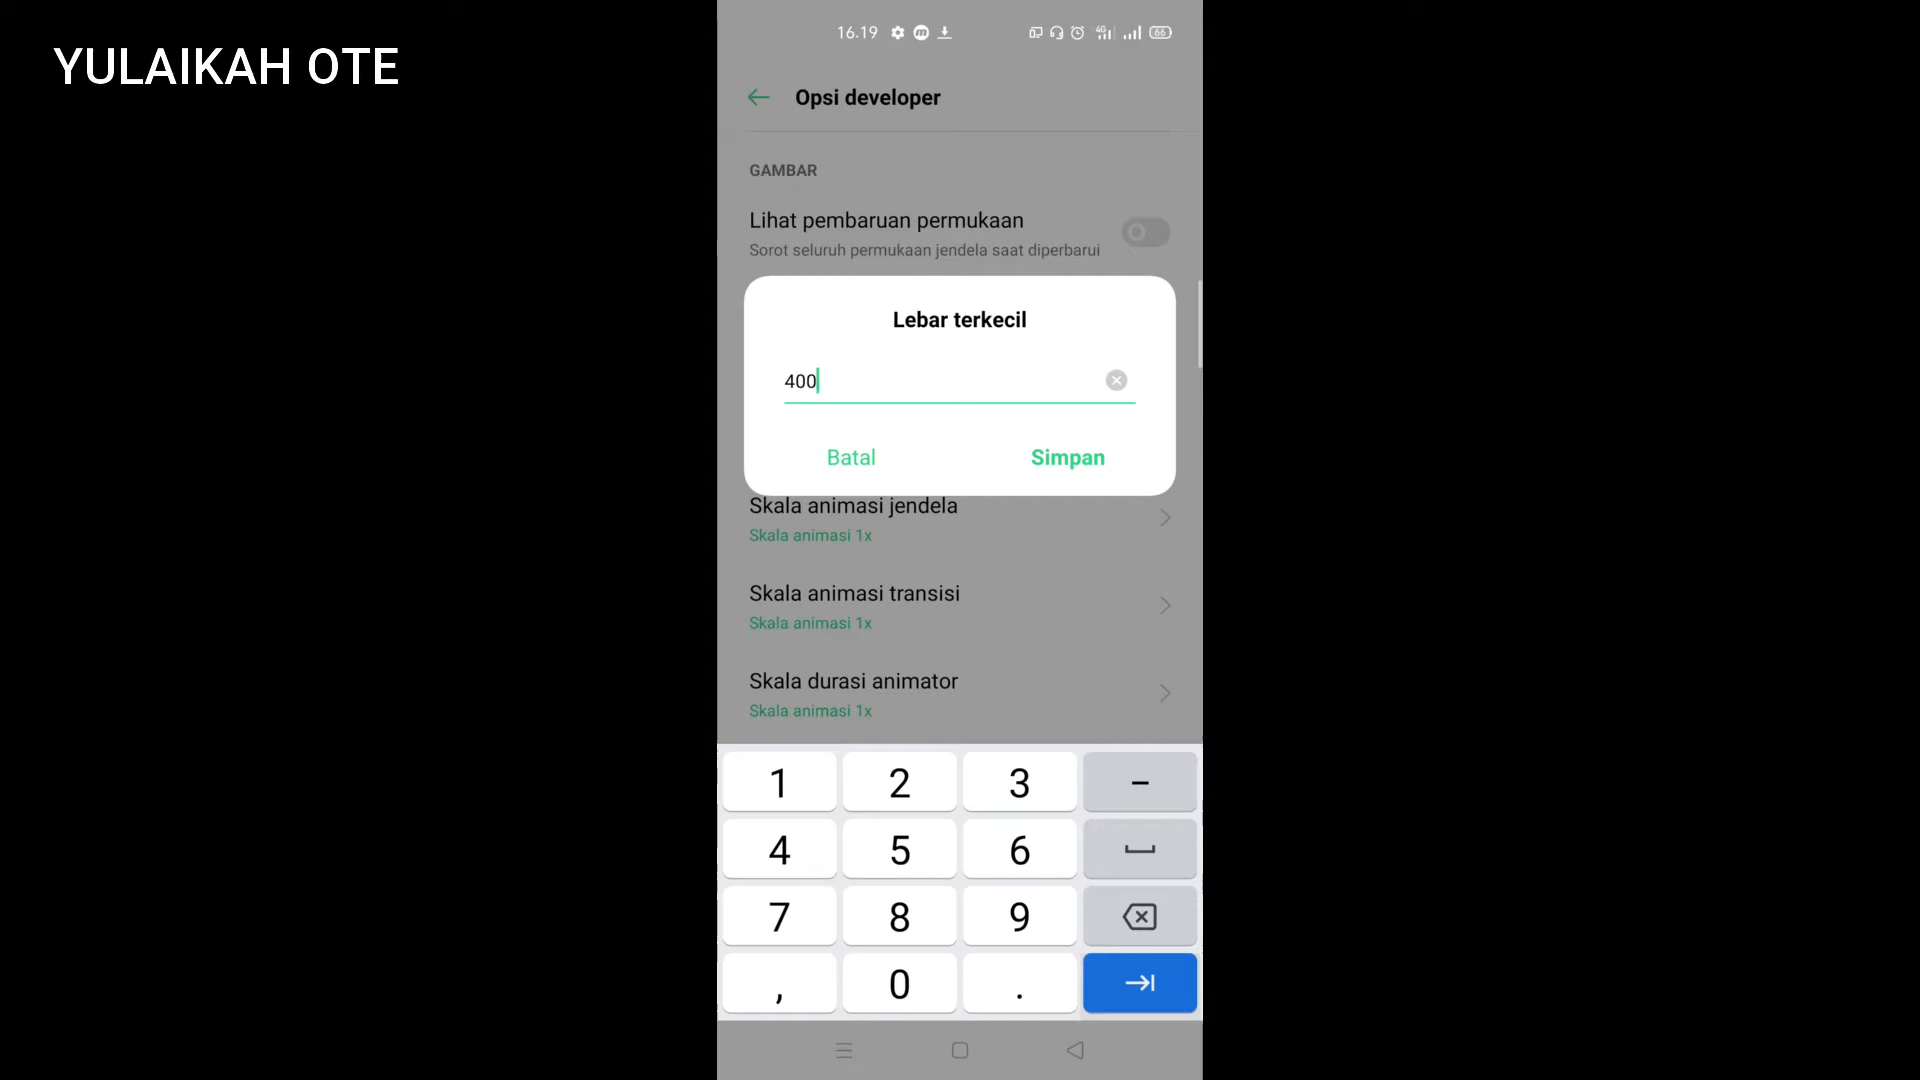 YULAIKAH OTE
16.19
4G
66
Opsi developer
GAMBAR
Lihat pembaruan permukaan
Sorot seluruh permukaan jendela saat diperbarui
Lebar terkecil
400
Batal Simpan
Skala animasi jendela
Skala animasi 1x
Skala animasi transisi
Skala animasi 1x
Skala durasi animator
Skala animasi 1x
1 2 3 –
4 5 6
7 8 9
, 0 .